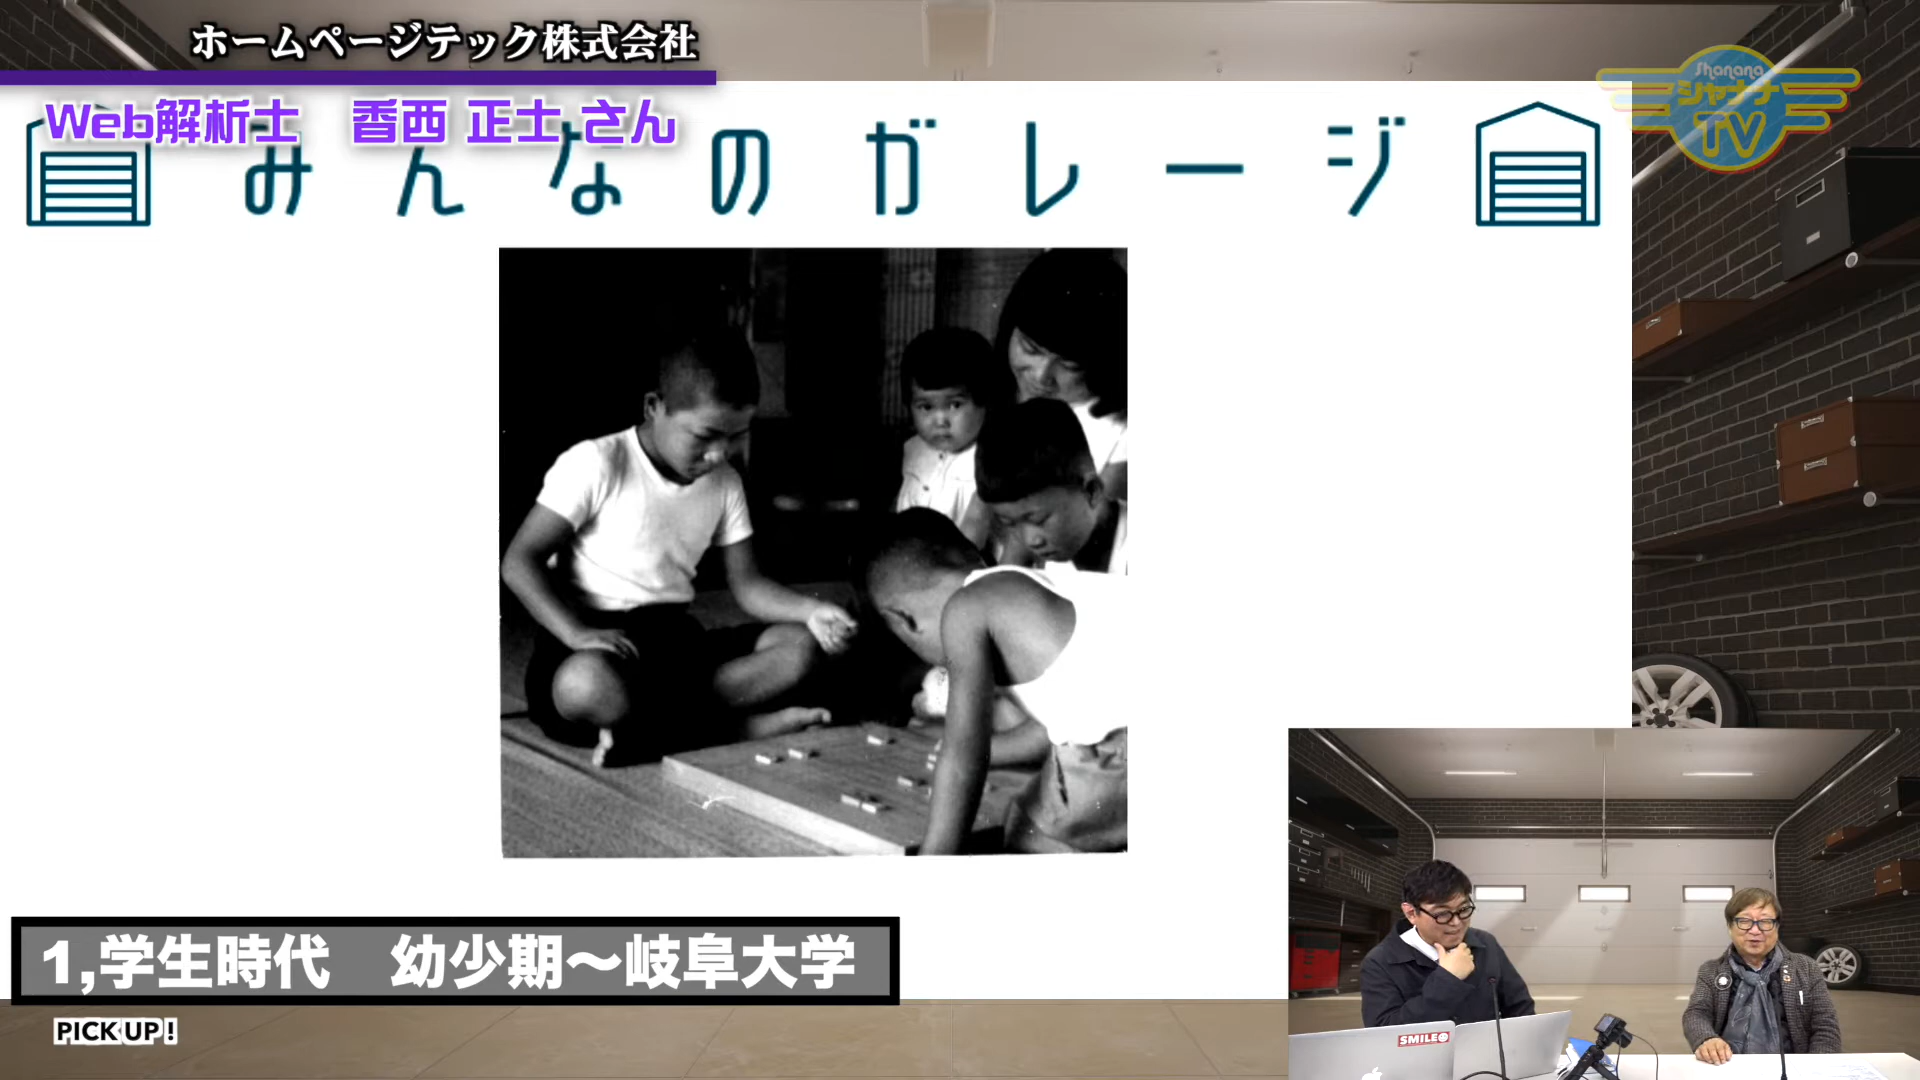 ホームページテック株式会社
Web解析士　香西 正士 さん
みんなのガレージ
Shanana
シャナナ
TV
1,学生時代　幼少期〜岐阜大学
PICK UP!
SMILE